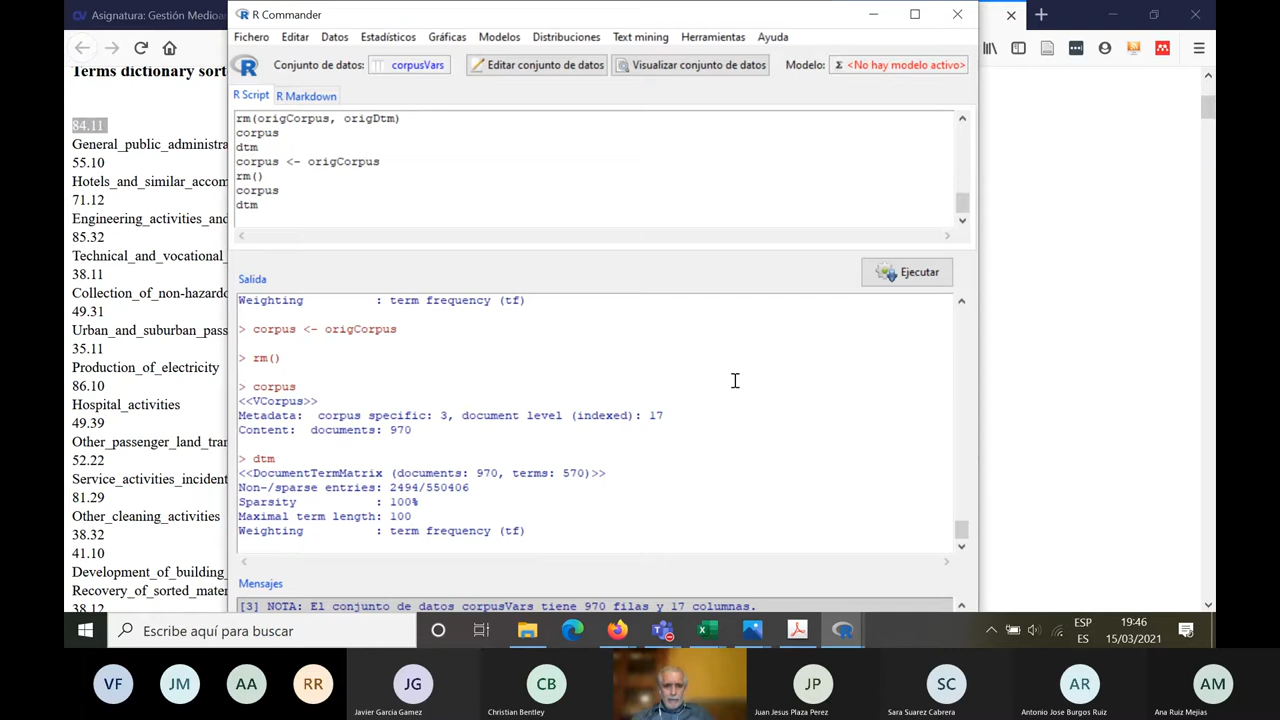 Asignatura: Gestión Medioa
R Commander
Fichero Editar Datos Estadísticos Gráficas Modelos Distribuciones Text mining Herramientas Ayuda
Conjunto de datos: corpusVars Editar conjunto de datos Visualizar conjunto de datos Modelo: Σ <No hay modelo activo>
R Script R Markdown
rm(origCorpus, origDtm)
corpus
dtm
corpus <- origCorpus
rm()
corpus
dtm
Ejecutar
Salida
Weighting : term frequency (tf)
> corpus <- origCorpus
> rm()
> corpus
<<VCorpus>>
Metadata: corpus specific: 3, document level (indexed): 17
Content: documents: 970
> dtm
<<DocumentTermMatrix (documents: 970, terms: 570)>>
Non-/sparse entries: 2494/550406
Sparsity : 100%
Maximal term length: 100
Weighting : term frequency (tf)
Mensajes
[3] NOTA: El conjunto de datos corpusVars tiene 970 filas y 17 columnas.
Terms dictionary sor
84.11
General_public_administra
55.10
Hotels_and_similar_accom
71.12
Engineering_activities_and
85.32
Technical_and_vocational_
38.11
Collection_of_non-hazardo
49.31
Urban_and_suburban_pass
35.11
Production_of_electricity
86.10
Hospital_activities
49.39
Other_passenger_land_tran
52.22
Service_activities_incident
81.29
Other_cleaning_activities
38.32
41.10
Development_of_building_
Recovery_of_sorted_mater
38.12
Escribe aquí para buscar
ESP
ES
19:46
15/03/2021
VF JM AA RR JG CB JP SC AR AM
Javier Garcia Gamez
Christian Bentley
Juan Jesus Plaza Perez
Sara Suarez Cabrera
Antonio Jose Burgos Ruiz
Ana Ruiz Mejias